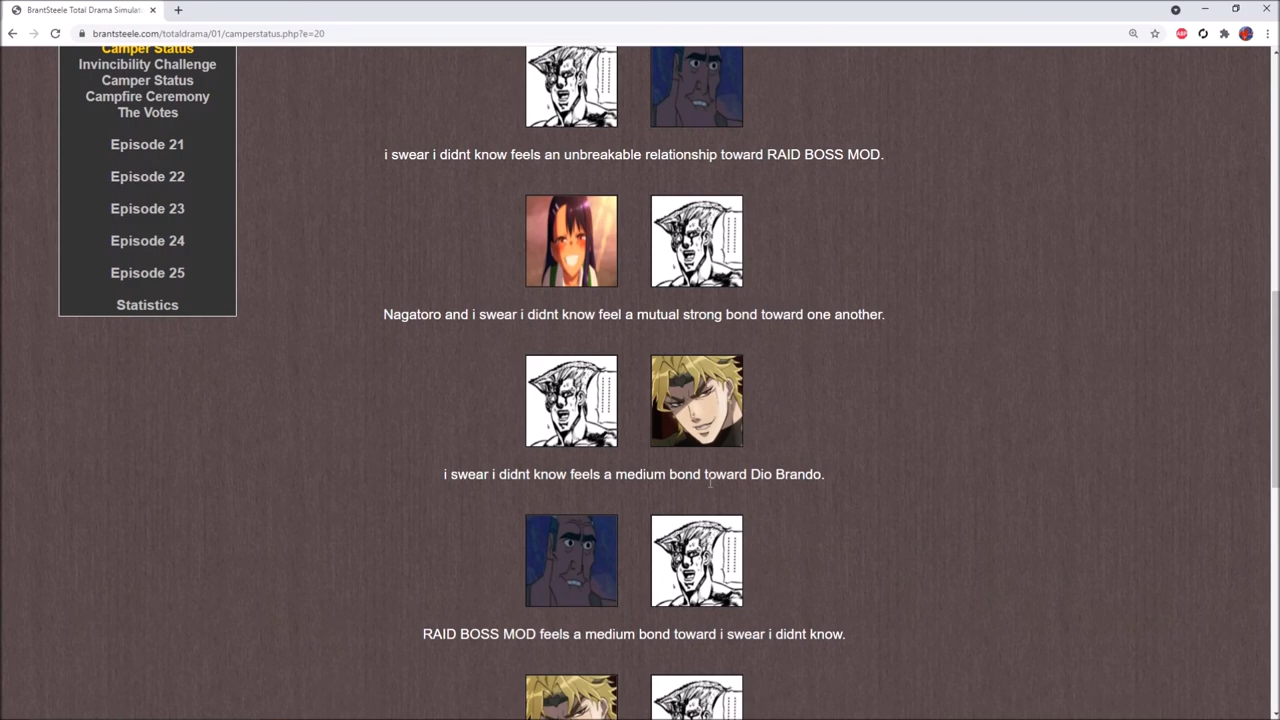 BrantSteele Total Drama Simulat
brantsteele.com/totaldrama/01/camperstatus.php?e=20
ABP
Camper Status
Invincibility Challenge
Camper Status
Campfire Ceremony
The Votes
Episode 21
Episode 22
Episode 23
Episode 24
Episode 25
Statistics
i swear i didnt know feels an unbreakable relationship toward RAID BOSS MOD.
Nagatoro and i swear i didnt know feel a mutual strong bond toward one another.
i swear i didnt know feels a medium bond toward Dio Brando.
RAID BOSS MOD feels a medium bond toward i swear i didnt know.